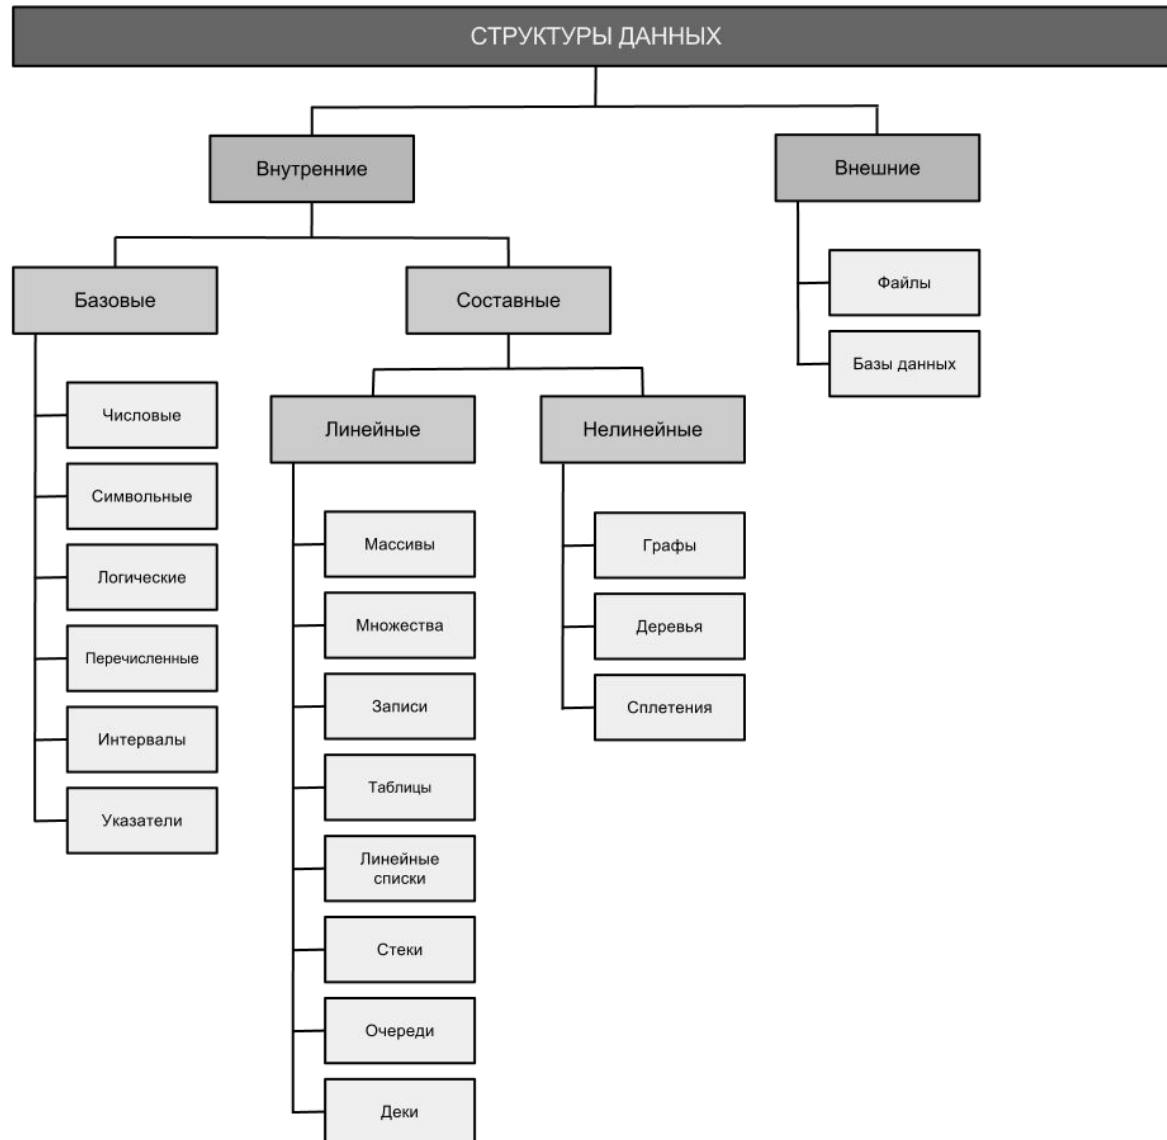 СТРУКТУРЫ ДАННЫХ
Внутренние
Внешние
Базовые
Составные
Файлы
Базы данных
Числовые
Символьные
Логические
Перечисленные
Интервалы
Указатели
Линейные
Нелинейные
Массивы
Множества
Записи
Таблицы
Линейные
списки
Стеки
Очереди
Деки
Графы
Деревья
Сплетения